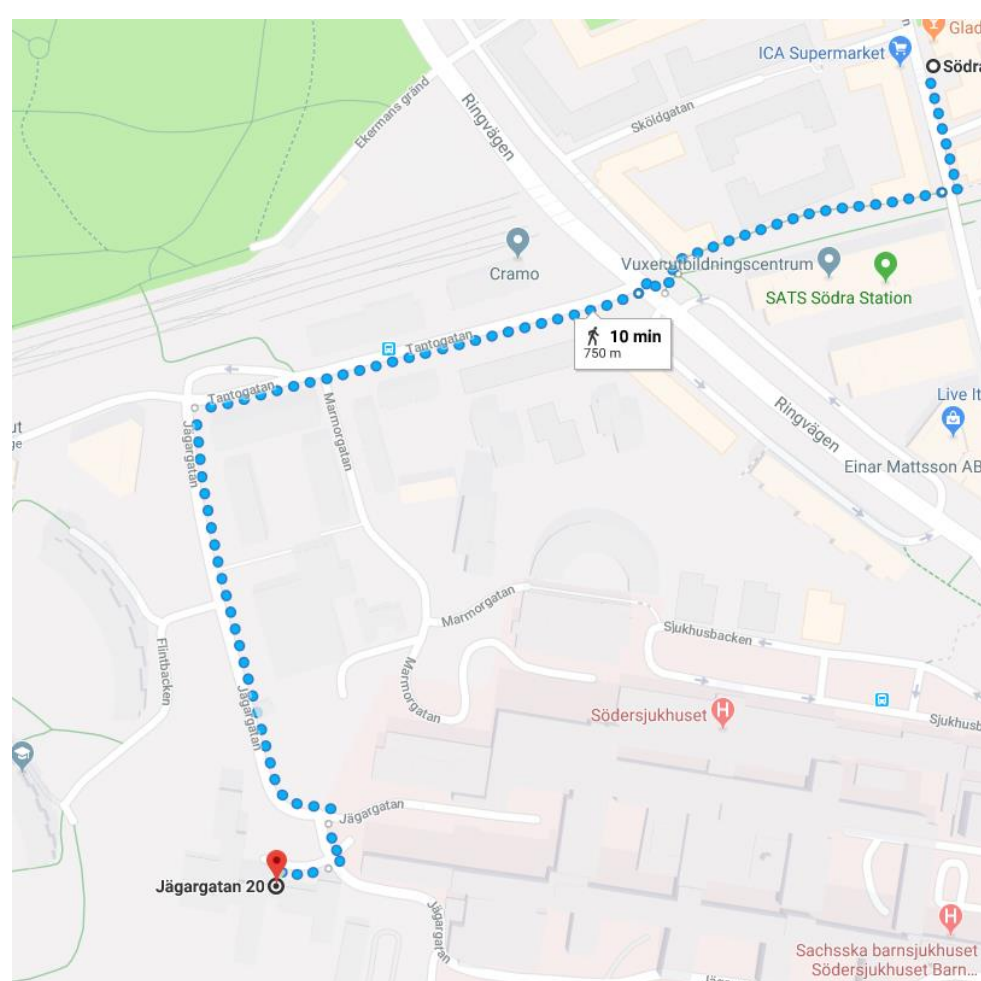 Glad
ICA Supermarket
Södra
Ekermans gränd
Ringvägen
Sköldgatan
Cramo
Vuxenutbildningscentrum
SATS Södra Station
10 min
750 m
Tantogatan
Tantogatan
Marmorgatan
Jägargatan
Live It
Ringvägen
Einar Mattsson AB
ut
ge
Marmorgatan
Sjukhusbacken
Flintbacken
Marmorgatan
Jägargatan
Södersjukhuset
H
Sjukhusb
Jägargatan
Jägargatan 20
Jägargatan
H
Sachsska barnsjukhuset
Södersjukhuset Barn...